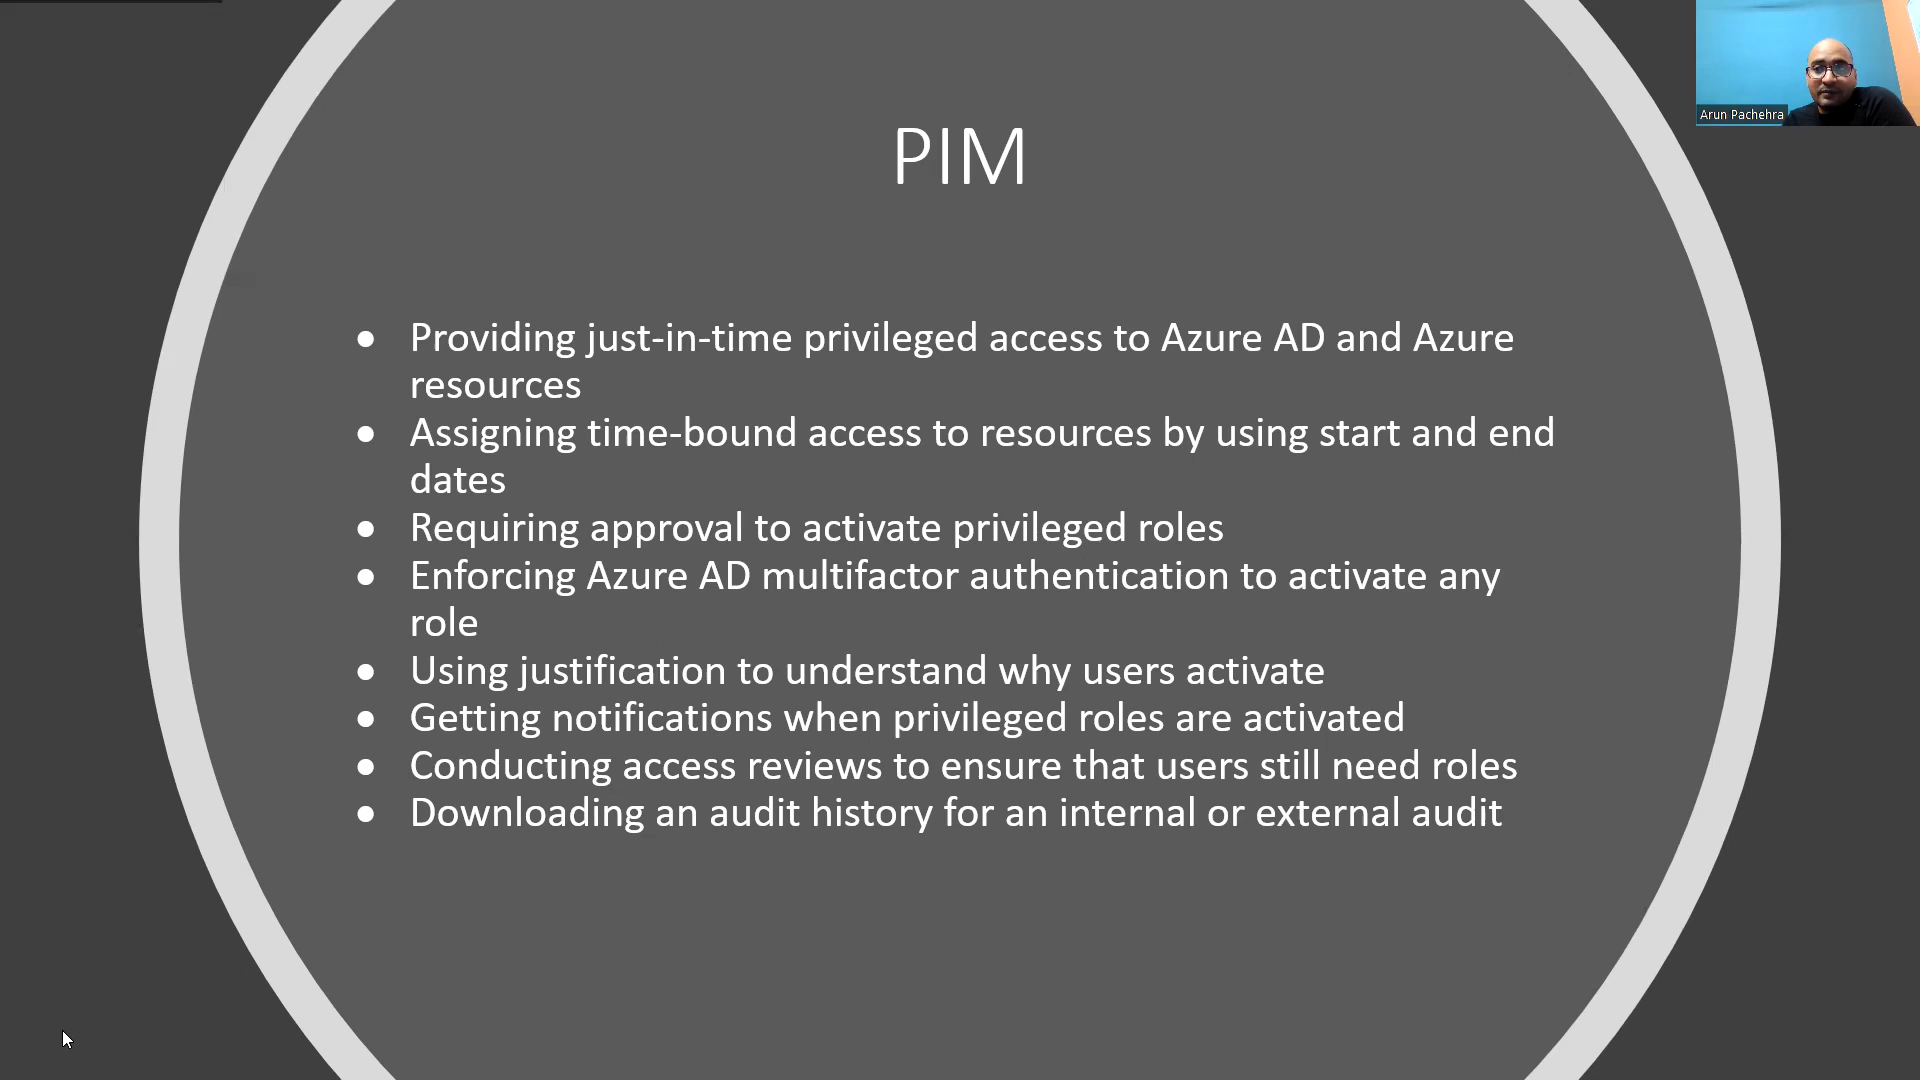 PIM
Arun Pachehra
● Providing just-in-time privileged access to Azure AD and Azure
resources
● Assigning time-bound access to resources by using start and end
dates
● Requiring approval to activate privileged roles
● Enforcing Azure AD multifactor authentication to activate any
role
● Using justification to understand why users activate
● Getting notifications when privileged roles are activated
● Conducting access reviews to ensure that users still need roles
● Downloading an audit history for an internal or external audit